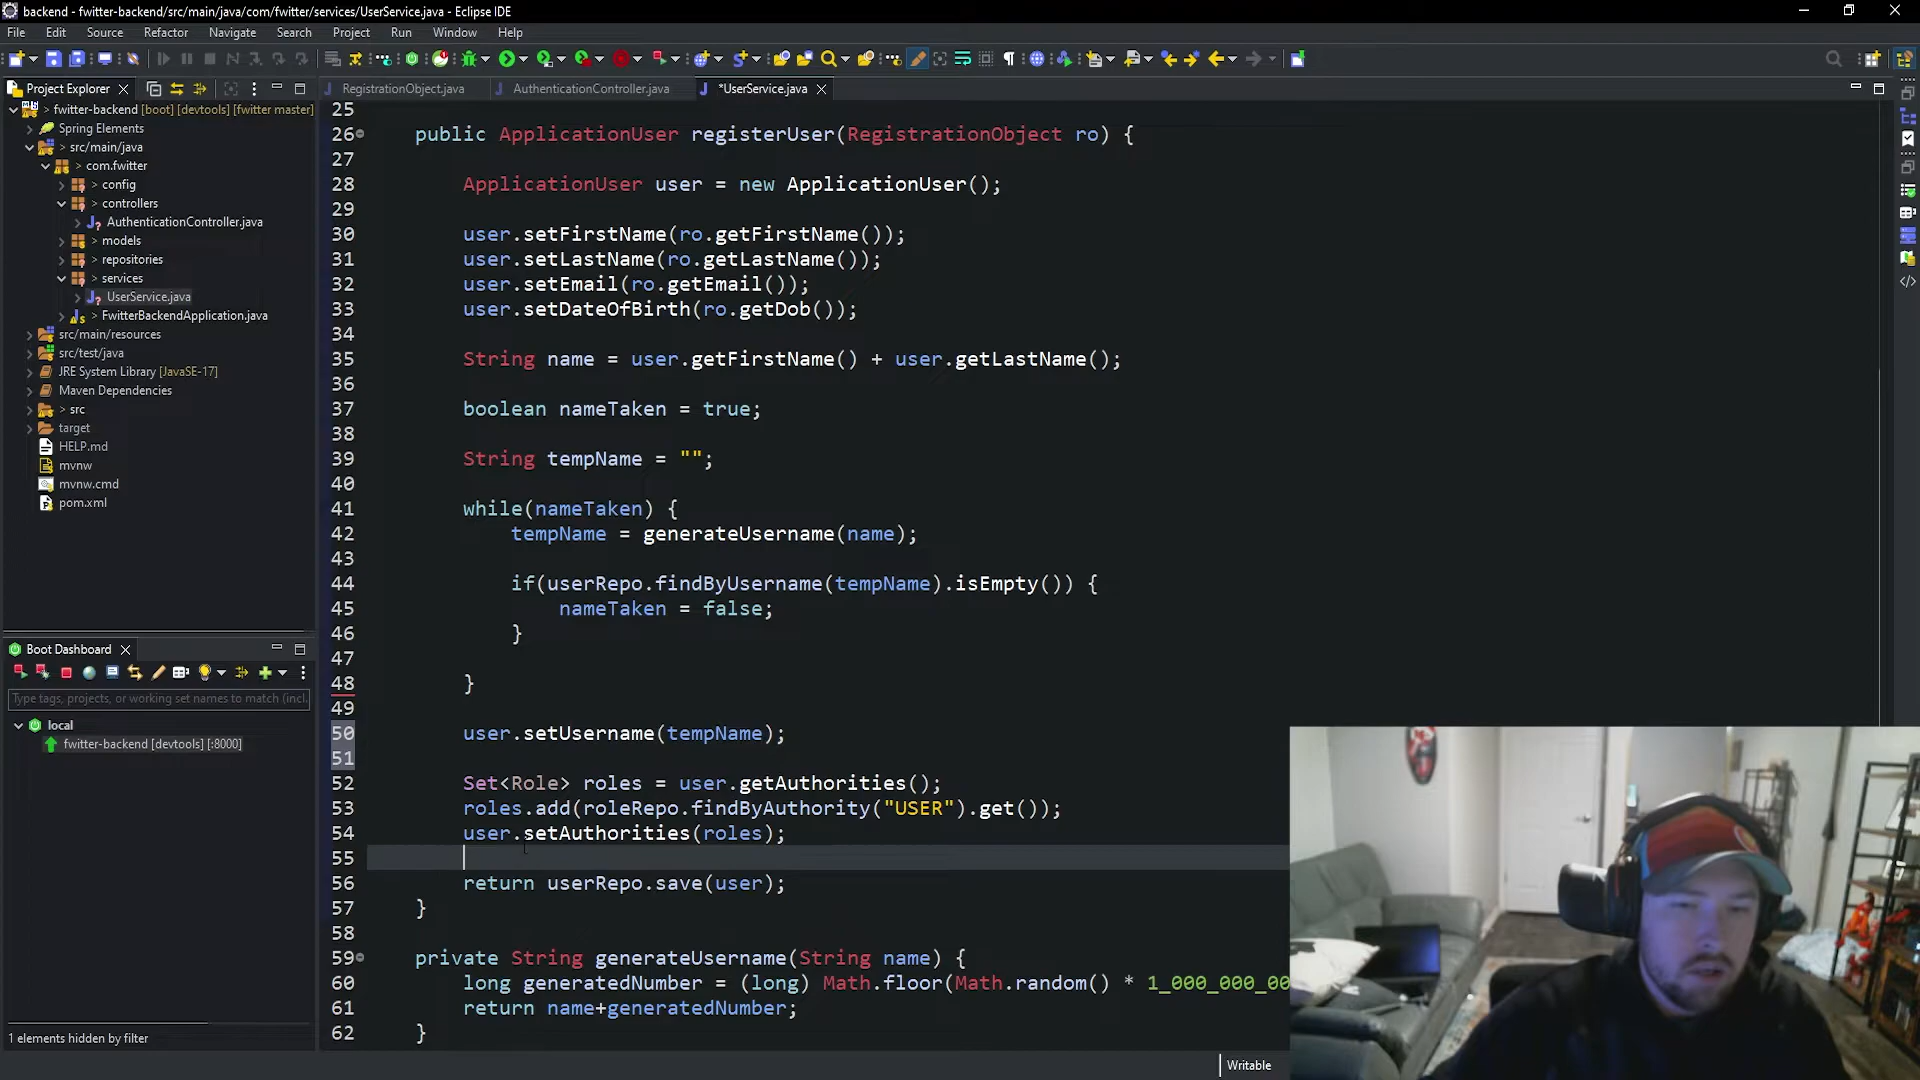 backend - fwitter-backend/src/main/java/com/fwitter/services/UserService.java - Eclipse IDE
File Edit Source Refactor Navigate Search Project Run Window Help
Project Explorer
RegistrationObject.java
AuthenticationController.java
*UserService.java
> fwitter-backend [boot] [devtools] [fwitter master]
Spring Elements
> src/main/java
> com.fwitter
> config
> controllers
AuthenticationController.java
> models
> repositories
> services
UserService.java
> FwitterBackendApplication.java
src/main/resources
src/test/java
JRE System Library [JavaSE-17]
Maven Dependencies
> src
target
HELP.md
mvnw
mvnw.cmd
pom.xml
Boot Dashboard
Type tags, projects, or working set names to match (incl.
local
fwitter-backend [devtools] [:8000]
1 elements hidden by filter
25
26 public ApplicationUser registerUser(RegistrationObject ro) {
27
28 ApplicationUser user = new ApplicationUser();
29
30 user.setFirstName(ro.getFirstName());
31 user.setLastName(ro.getLastName());
32 user.setEmail(ro.getEmail());
33 user.setDateOfBirth(ro.getDob());
34
35 String name = user.getFirstName() + user.getLastName();
36
37 boolean nameTaken = true;
38
39 String tempName = "";
40
41 while(nameTaken) {
42 tempName = generateUsername(name);
43
44 if(userRepo.findByUsername(tempName).isEmpty()) {
45 nameTaken = false;
46 }
47
48 }
49
50 user.setUsername(tempName);
51
52 Set<Role> roles = user.getAuthorities();
53 roles.add(roleRepo.findByAuthority("USER").get());
54 user.setAuthorities(roles);
55
56 return userRepo.save(user);
57 }
58
59 private String generateUsername(String name) {
60 long generatedNumber = (long) Math.floor(Math.random() * 1_000_000_00
61 return name+generatedNumber;
62 }
Writable